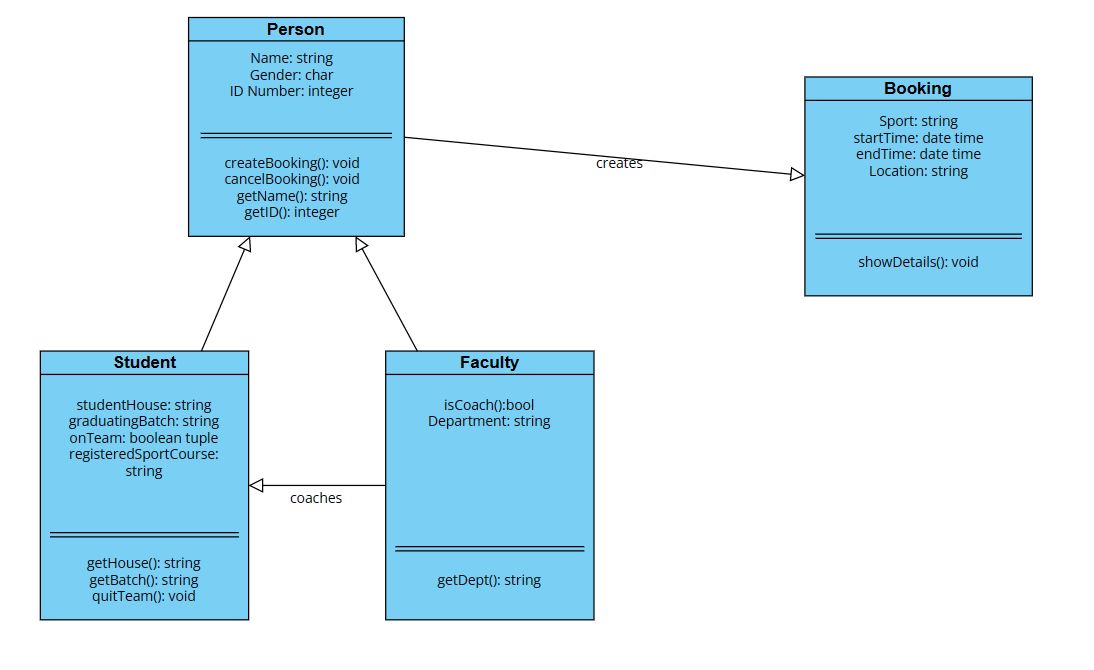 Person
Name: string
Gender: char
ID Number: integer
createBooking(): void
cancelBooking(): void
getName(): string
getID(): integer
creates
Booking
Sport: string
startTime: date time
endTime: date time
Location: string
showDetails(): void
Student
studentHouse: string
graduatingBatch: string
onTeam: boolean tuple
registeredSportCourse:
string
getHouse(): string
getBatch(): string
quitTeam(): void
coaches
Faculty
isCoach():bool
Department: string
getDept(): string